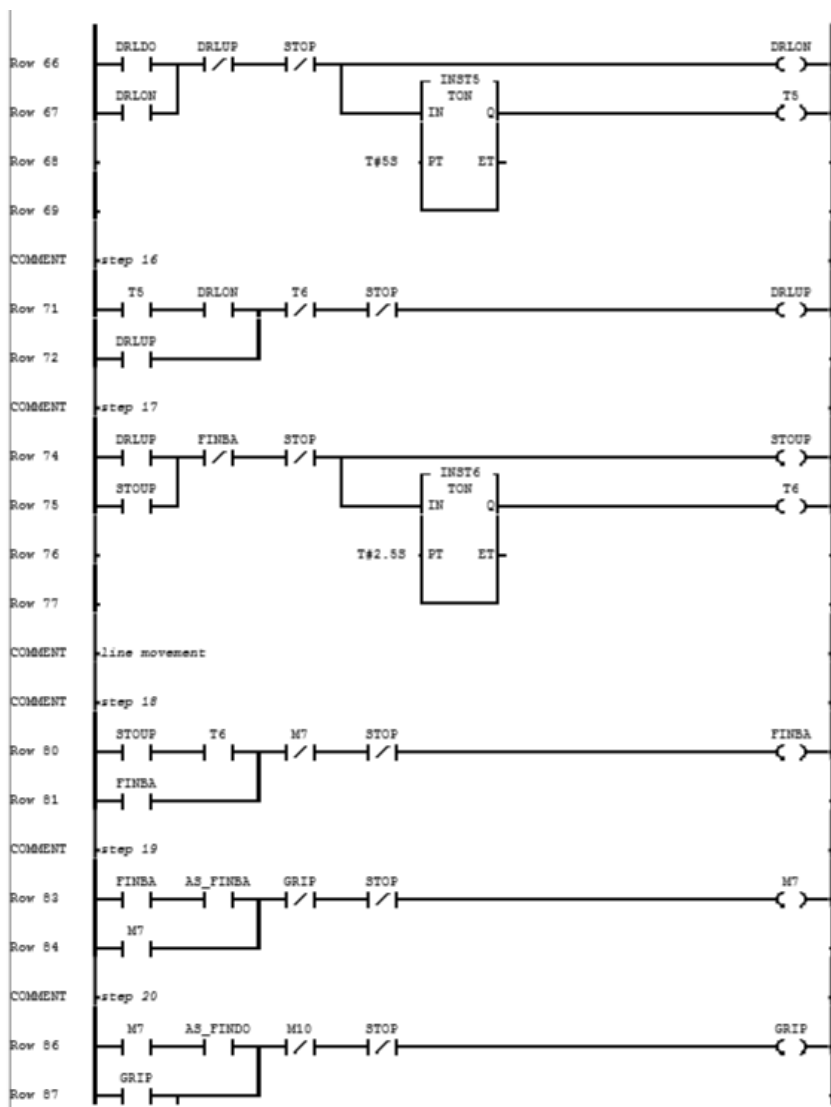 DRLDO DRLUP STOP DRLON
Row 66
INST5
DRLON TON T5
Row 67 IN Q
Row 68 T#5S PT ET
Row 69
COMMENT step 16
T5 DRLON T6 STOP DRLUP
Row 71
DRLUP
Row 72
COMMENT step 17
DRLUP FINBA STOP STOUP
Row 74
INST6
STOUP TON T6
Row 75 IN Q
Row 76 T#2.5S PT ET
Row 77
COMMENT line movement
COMMENT step 18
STOUP T6 M7 STOP FINBA
Row 80
FINBA
Row 81
COMMENT step 19
FINBA AS_FINBA GRIP STOP M7
Row 83
M7
Row 84
COMMENT step 20
M7 AS_FINDO M10 STOP GRIP
Row 86
GRIP
Row 87